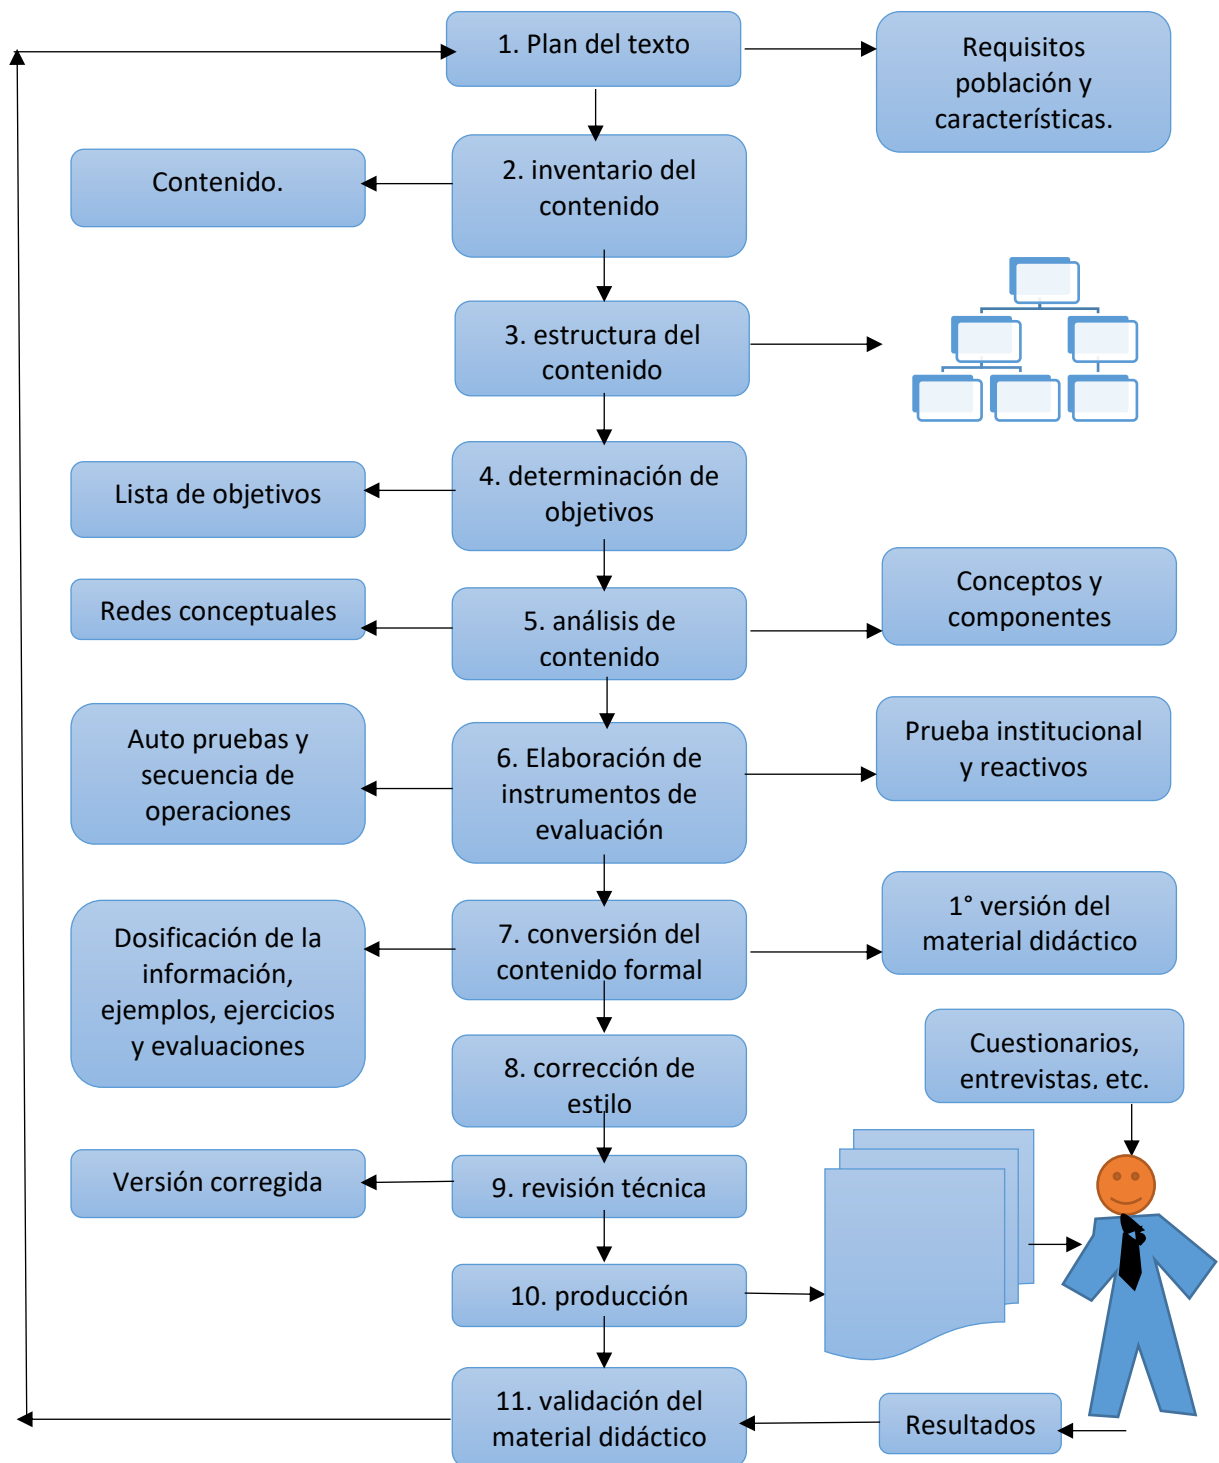 1. Plan del texto
Requisitos
población y
características.
Contenido.
2. inventario del
contenido
3. estructura del
contenido
Lista de objetivos
4. determinación de
objetivos
Redes conceptuales
5. análisis de
contenido
Conceptos y
componentes
Auto pruebas y
secuencia de
operaciones
6. Elaboración de
instrumentos de
evaluación
Prueba institucional
y reactivos
Dosificación de la
información,
ejemplos, ejercicios
y evaluaciones
7. conversión del
contenido formal
1° versión del
material didáctico
8. corrección de
estilo
Cuestionarios,
entrevistas, etc.
Versión corregida
9. revisión técnica
10. producción
11. validación del
material didáctico
Resultados